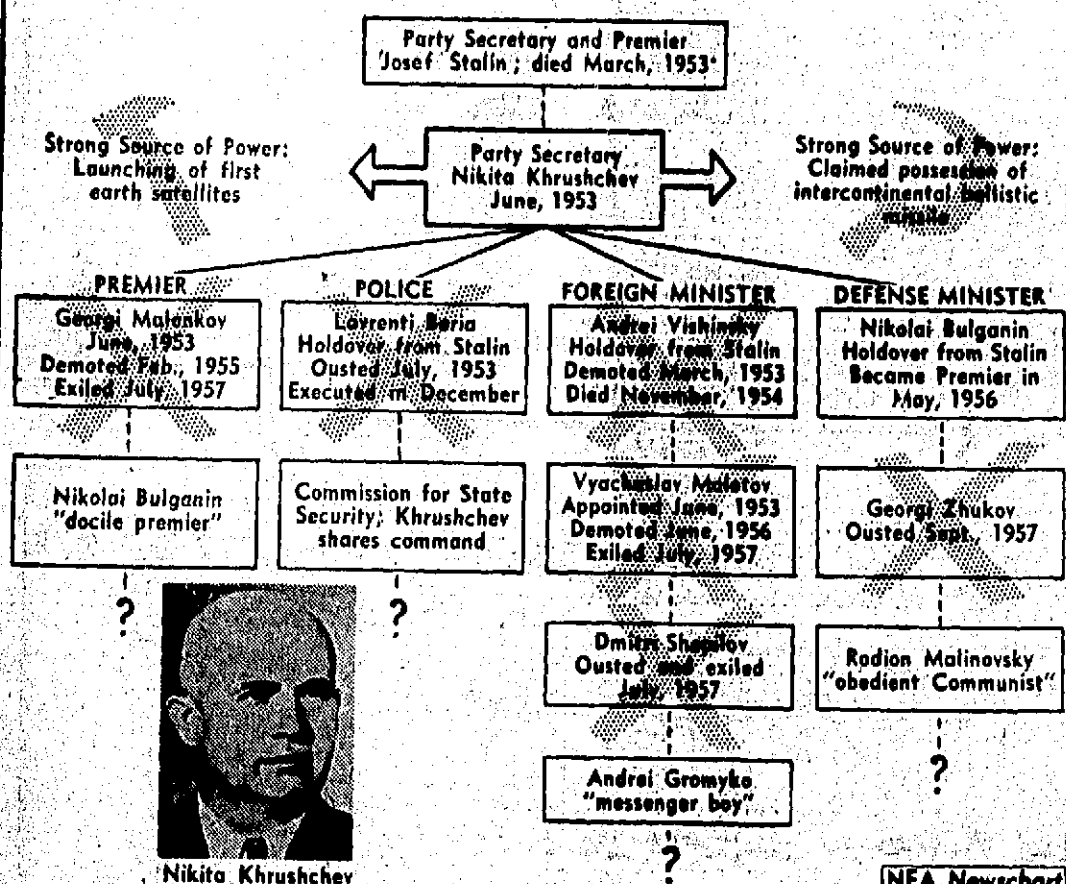 Party Secretary and Premier
Josef Stalin; died March, 1953
Strong Source of Power:
Launching of first
earth satellites
Party Secretary
Nikita Khrushchev
June, 1953
Strong Source of Power:
Claimed possession of
intercontinental ballistic
missile
PREMIER
Georgi Malenkov
June, 1953
Demoted Feb., 1955
Exiled July, 1957
POLICE
Lavrenti Beria
Holdover from Stalin
Ousted July, 1953
Executed in December
FOREIGN MINISTER
Andrei Vishinsky
Holdover from Stalin
Demoted March, 1953
Died November, 1954
DEFENSE MINISTER
Nikolai Bulganin
Holdover from Stalin
Became Premier in
May, 1956
Nikolai Bulganin
"docile premier"
?
Commission for State
Security; Khrushchev
shares command
?
Vyacheslav Molotov
Appointed June, 1953
Demoted June, 1956
Exiled July, 1957
Georgi Zhukov
Ousted Sept., 1957
Dmitri Shepilov
Ousted and exiled
July, 1957
Rodion Malinovsky
"obedient Communist"
?
Andrei Gromyko
"messenger boy"
?
Nikita Khrushchev
NEA Newschart